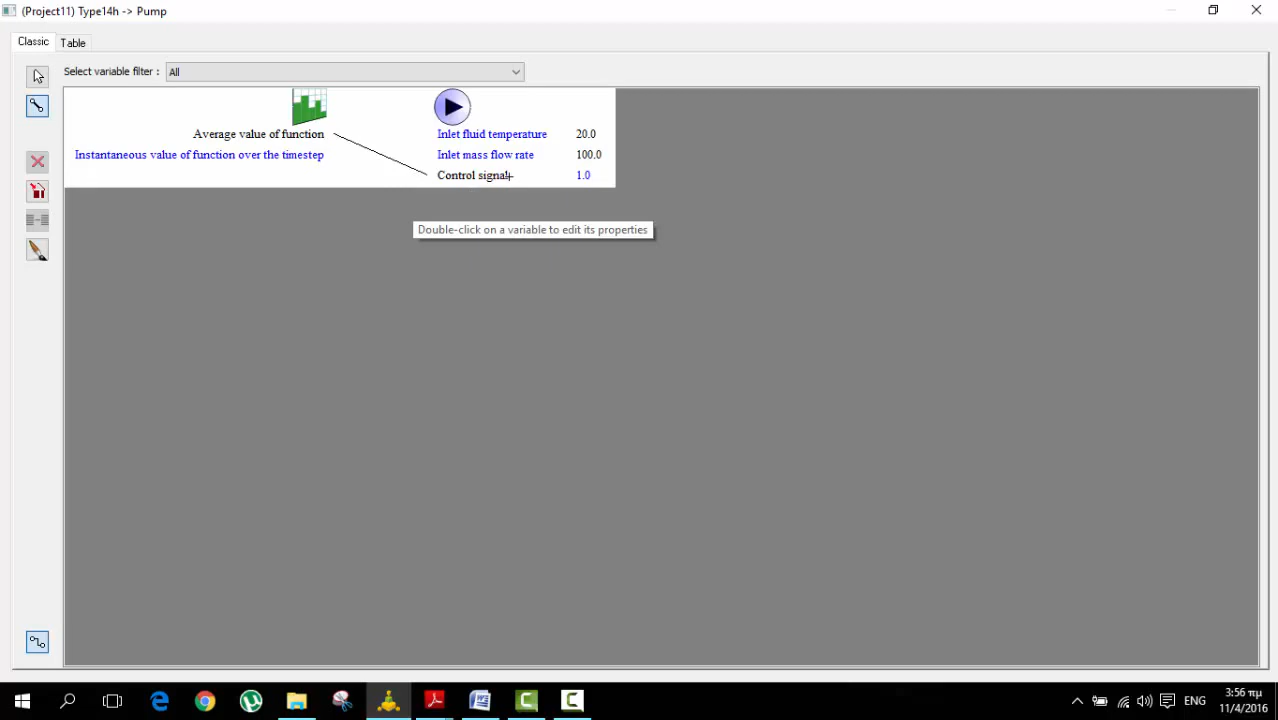 (Project11) Type14h -> Pump
Classic
Table
Select variable filter :
All
Average value of function
Inlet fluid temperature
20.0
Instantaneous value of function over the timestep
Inlet mass flow rate
100.0
Control signal
1.0
Double-click on a variable to edit its properties
ENG
3:56 πμ
11/4/2016